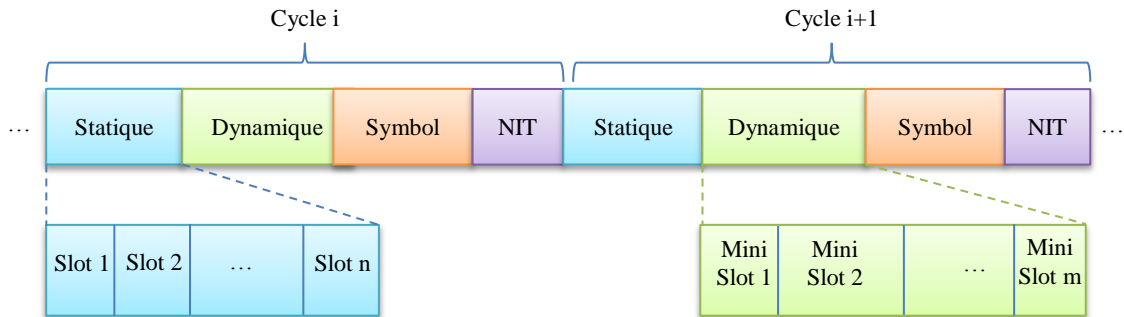 Cycle i Cycle i+1
… Statique Dynamique Symbol NIT Statique Dynamique Symbol NIT …
Slot 1 Slot 2 … Slot n Mini Mini … Mini
Slot 1 Slot 2 Slot m